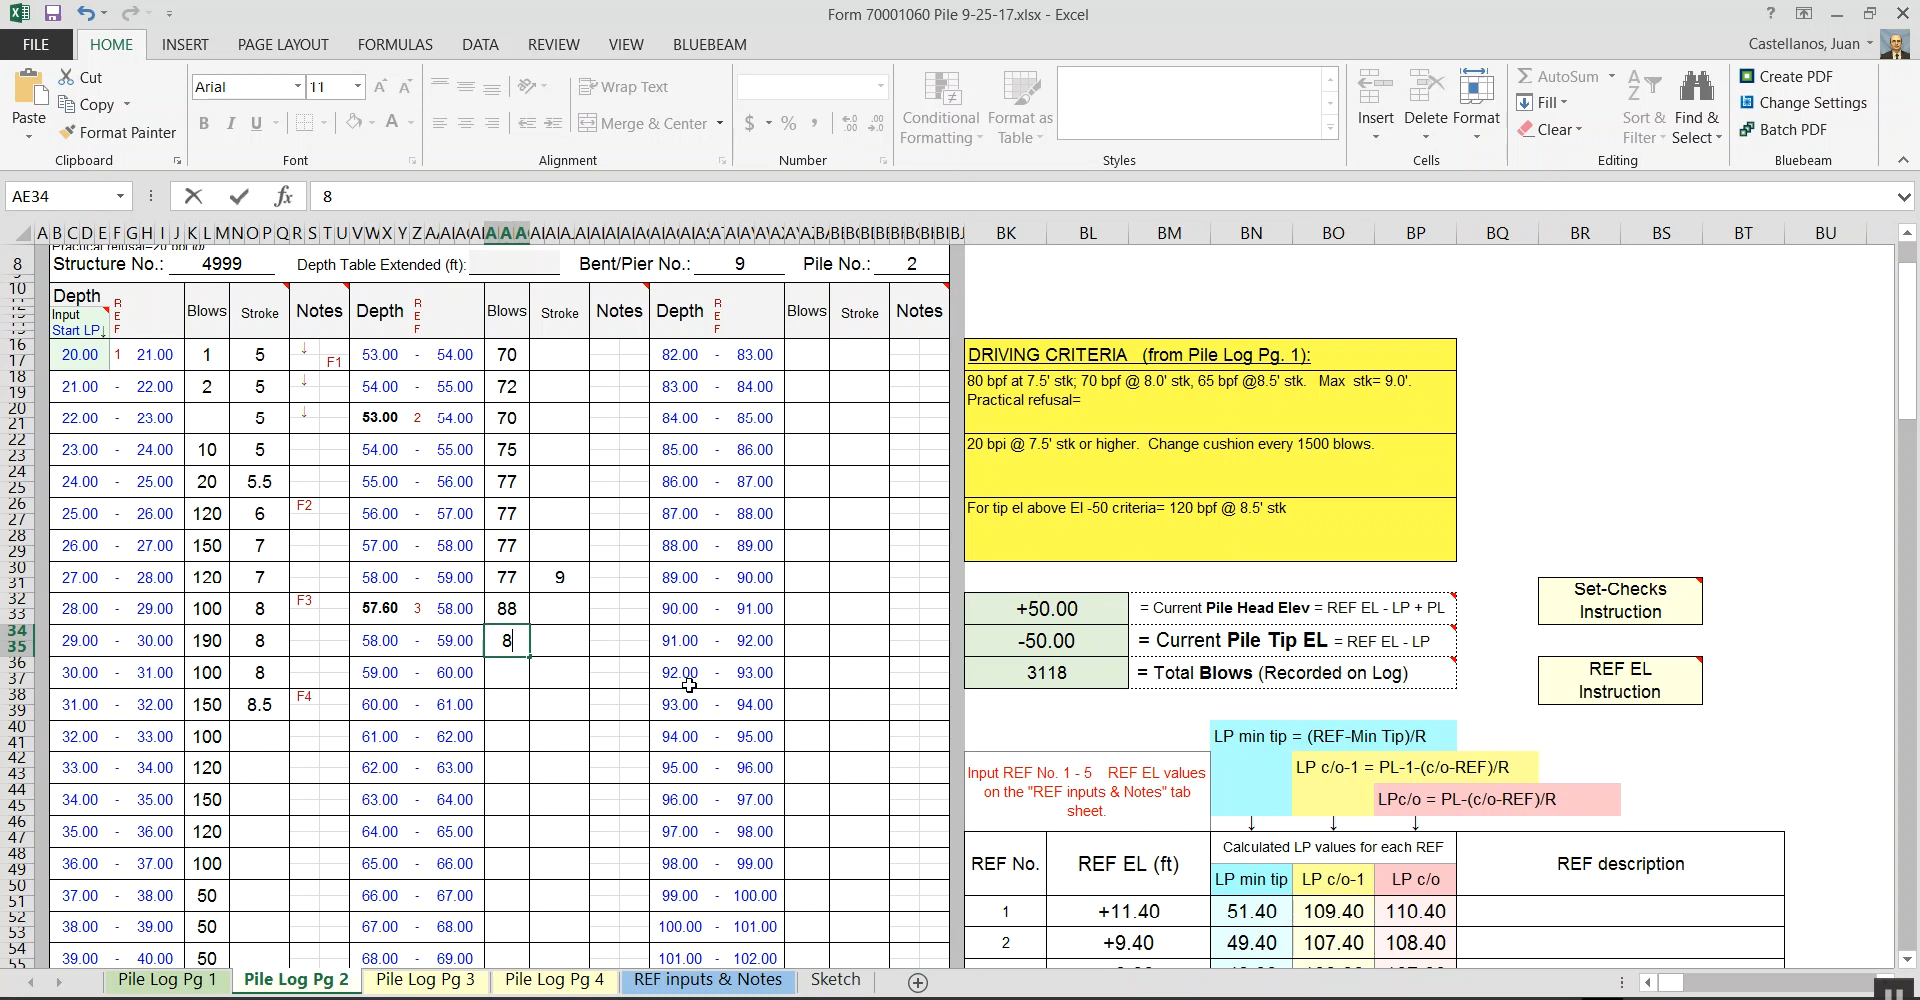 Form 70001060 Pile 9-25-17.xlsx - Excel
FILE HOME INSERT PAGE LAYOUT FORMULAS DATA REVIEW VIEW BLUEBEAM Castellanos, Juan
Paste Cut Copy Format Painter
Clipboard
Arial 11
B I U A
Font
Wrap Text
Merge & Center
Alignment
$ % ,
Number
Conditional Formatting Format as Table
Styles
Insert Delete Format
Cells
AutoSum Fill Clear Sort & Filter Find & Select
Editing
Create PDF
Change Settings
Batch PDF
Bluebeam
AE34 fx 8
BK BL BM BN BO BP BQ BR BS BT BU
Structure No.: 4999 Depth Table Extended (ft): Bent/Pier No.: 9 Pile No.: 2
Depth REF Blows Stroke Notes Depth REF Blows Stroke Notes Depth REF Blows Stroke Notes
Input
Start LP↓
20.00 1 21.00 1 5 ↓ F1 53.00 - 54.00 70 82.00 - 83.00
21.00 - 22.00 2 5 ↓ 54.00 - 55.00 72 83.00 - 84.00
22.00 - 23.00 5 ↓ 53.00 2 54.00 70 84.00 - 85.00
23.00 - 24.00 10 5 54.00 - 55.00 75 85.00 - 86.00
24.00 - 25.00 20 5.5 55.00 - 56.00 77 86.00 - 87.00
25.00 - 26.00 120 6 F2 56.00 - 57.00 77 87.00 - 88.00
26.00 - 27.00 150 7 57.00 - 58.00 77 88.00 - 89.00
27.00 - 28.00 120 7 58.00 - 59.00 77 9 89.00 - 90.00
28.00 - 29.00 100 8 F3 57.60 3 58.00 88 90.00 - 91.00
29.00 - 30.00 190 8 58.00 - 59.00 8 91.00 - 92.00
30.00 - 31.00 100 8 59.00 - 60.00 92.00 - 93.00
31.00 - 32.00 150 8.5 F4 60.00 - 61.00 93.00 - 94.00
32.00 - 33.00 100 61.00 - 62.00 94.00 - 95.00
33.00 - 34.00 120 62.00 - 63.00 95.00 - 96.00
34.00 - 35.00 150 63.00 - 64.00 96.00 - 97.00
35.00 - 36.00 120 64.00 - 65.00 97.00 - 98.00
36.00 - 37.00 100 65.00 - 66.00 98.00 - 99.00
37.00 - 38.00 50 66.00 - 67.00 99.00 - 100.00
38.00 - 39.00 50 67.00 - 68.00 100.00 - 101.00
39.00 - 40.00 50 68.00 - 69.00 101.00 - 102.00
DRIVING CRITERIA (from Pile Log Pg. 1):
80 bpf at 7.5' stk; 70 bpf @ 8.0' stk, 65 bpf @8.5' stk. Max stk= 9.0'.
Practical refusal=
20 bpi @ 7.5' stk or higher. Change cushion every 1500 blows.
For tip el above El -50 criteria= 120 bpf @ 8.5' stk
+50.00 = Current Pile Head Elev = REF EL - LP + PL
-50.00 = Current Pile Tip EL = REF EL - LP
3118 = Total Blows (Recorded on Log)
Set-Checks
Instruction
REF EL
Instruction
LP min tip = (REF-Min Tip)/R
LP c/o-1 = PL-1-(c/o-REF)/R
LPc/o = PL-(c/o-REF)/R
Input REF No. 1 - 5 REF EL values
on the "REF inputs & Notes" tab
sheet.
↓ ↓ ↓
REF No. REF EL (ft) Calculated LP values for each REF REF description
LP min tip LP c/o-1 LP c/o
1 +11.40 51.40 109.40 110.40
2 +9.40 49.40 107.40 108.40
Pile Log Pg 1 Pile Log Pg 2 Pile Log Pg 3 Pile Log Pg 4 REF inputs & Notes Sketch